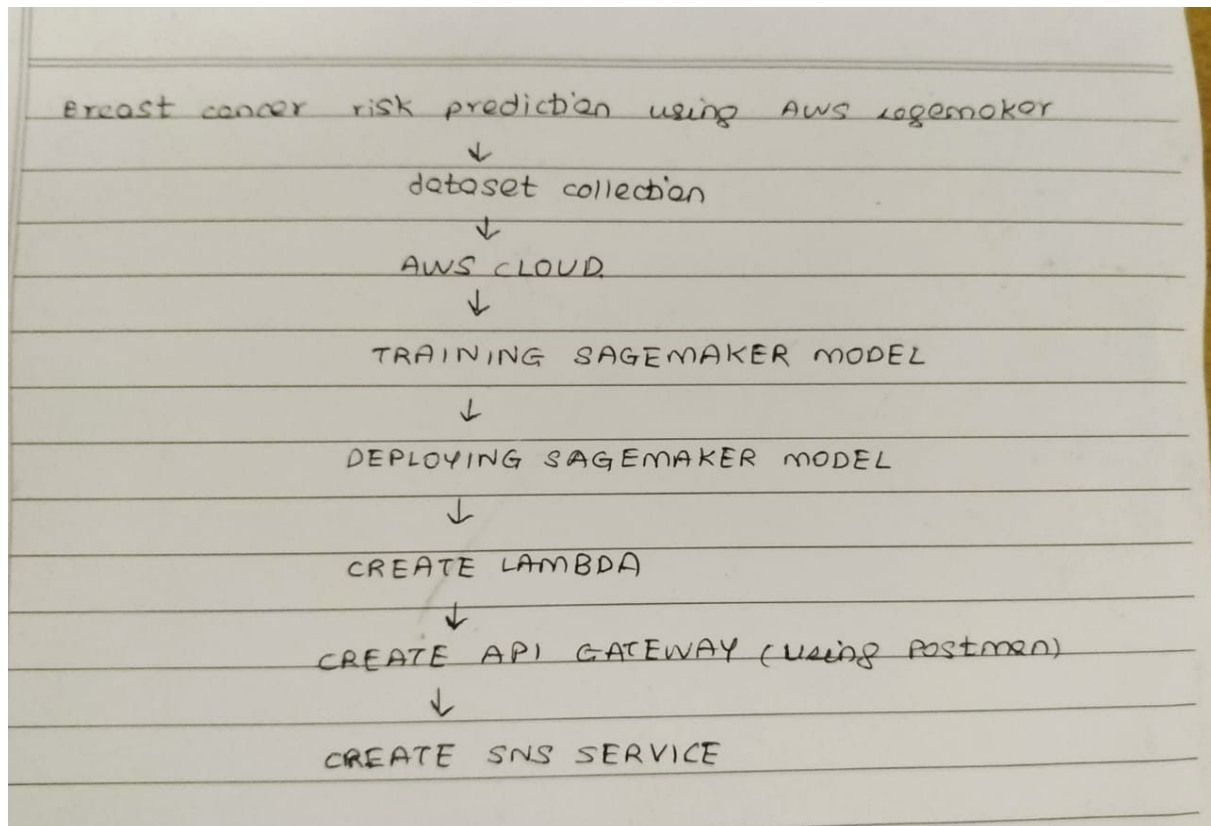 Breast cancer risk prediction using AWS sagemaker
↓
dataset collection
↓
AWS CLOUD.
↓
TRAINING SAGEMAKER MODEL
↓
DEPLOYING SAGEMAKER MODEL
↓
CREATE LAMBDA
↓
CREATE API GATEWAY (using Postman)
↓
CREATE SNS SERVICE